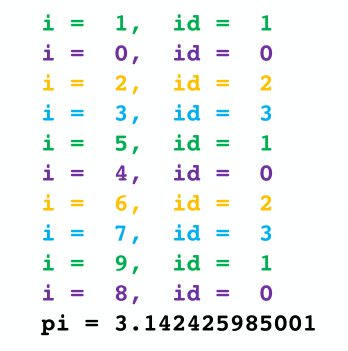 i =  1,  id =  1
i =  0,  id =  0
i =  2,  id =  2
i =  3,  id =  3
i =  5,  id =  1
i =  4,  id =  0
i =  6,  id =  2
i =  7,  id =  3
i =  9,  id =  1
i =  8,  id =  0
pi = 3.142425985001